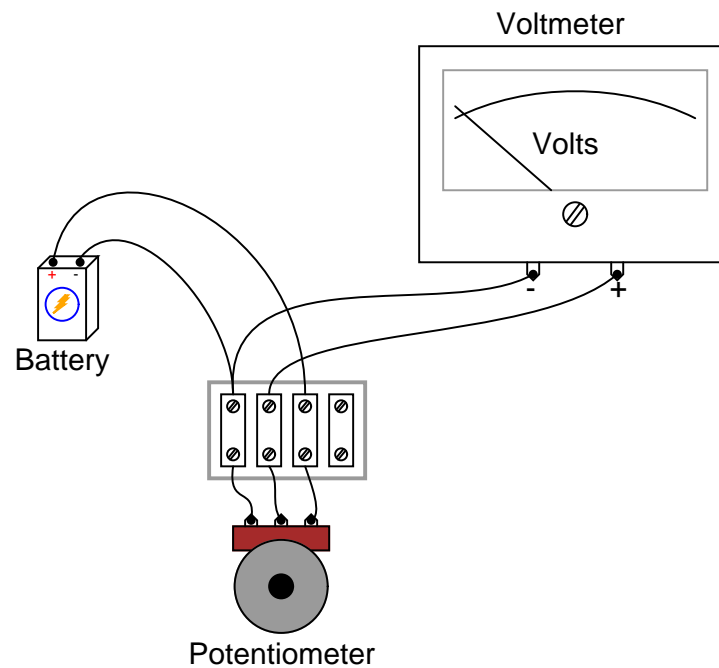 Voltmeter
Volts
- +
+ -
Battery
Potentiometer